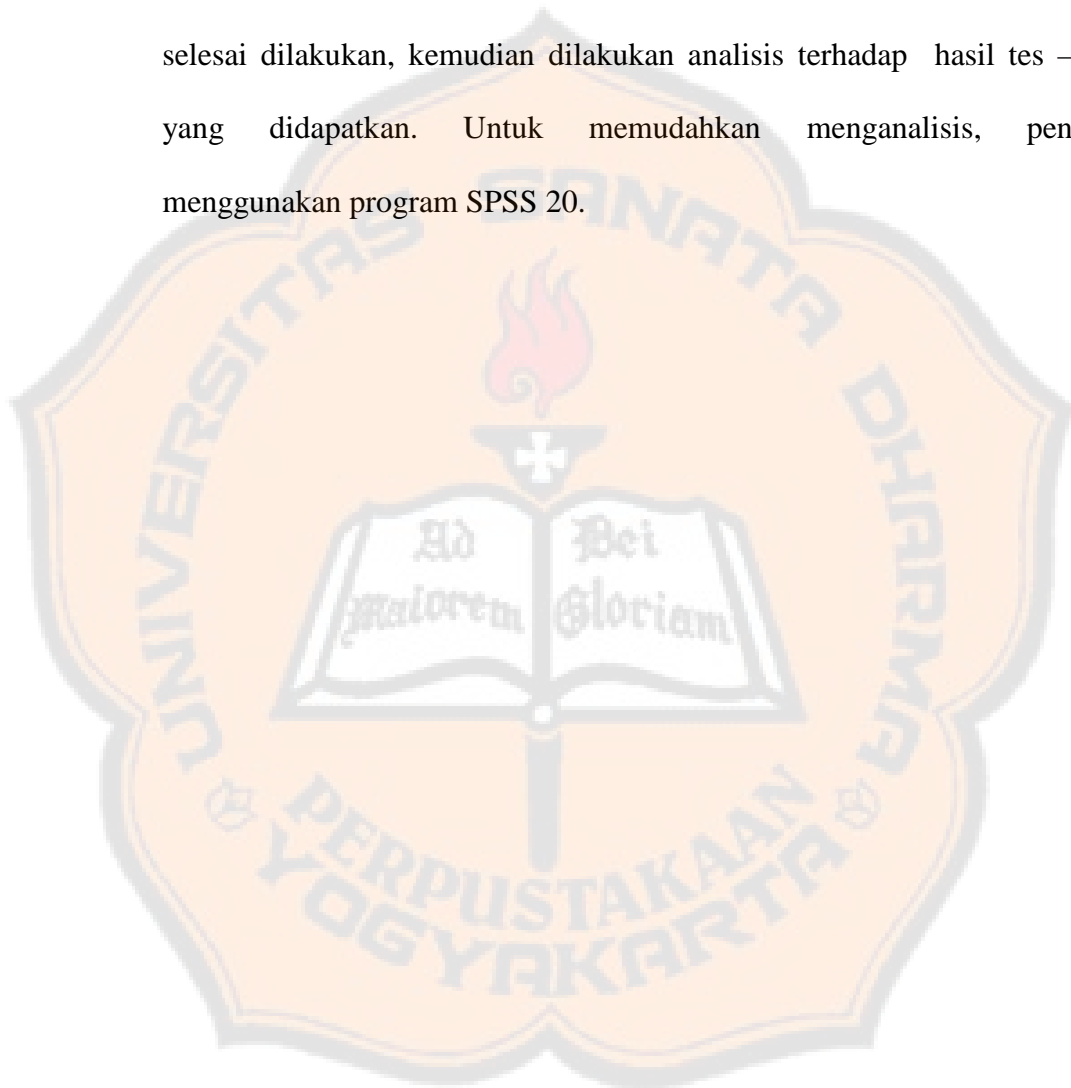 selesai dilakukan, kemudian dilakukan analisis terhadap hasil tes –
yang didapatkan. Untuk memudahkan menganalisis, pen
menggunakan program SPSS 20.
UNIVERSITAS SANATA DHARMA
Ad Dei
Maiorem Gloriam
PERPUSTAKAAN
YOGYAKARTA